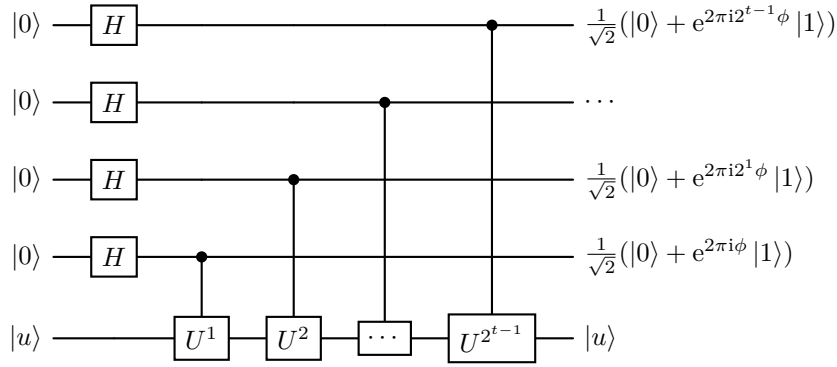 |0⟩ H 1/√2(|0⟩ + e^{2πi2^{t−1}ϕ} |1⟩)
|0⟩ H ···
|0⟩ H 1/√2(|0⟩ + e^{2πi2^1ϕ} |1⟩)
|0⟩ H 1/√2(|0⟩ + e^{2πiϕ} |1⟩)
|u⟩ U^1 U^2 ··· U^{2^{t−1}} |u⟩